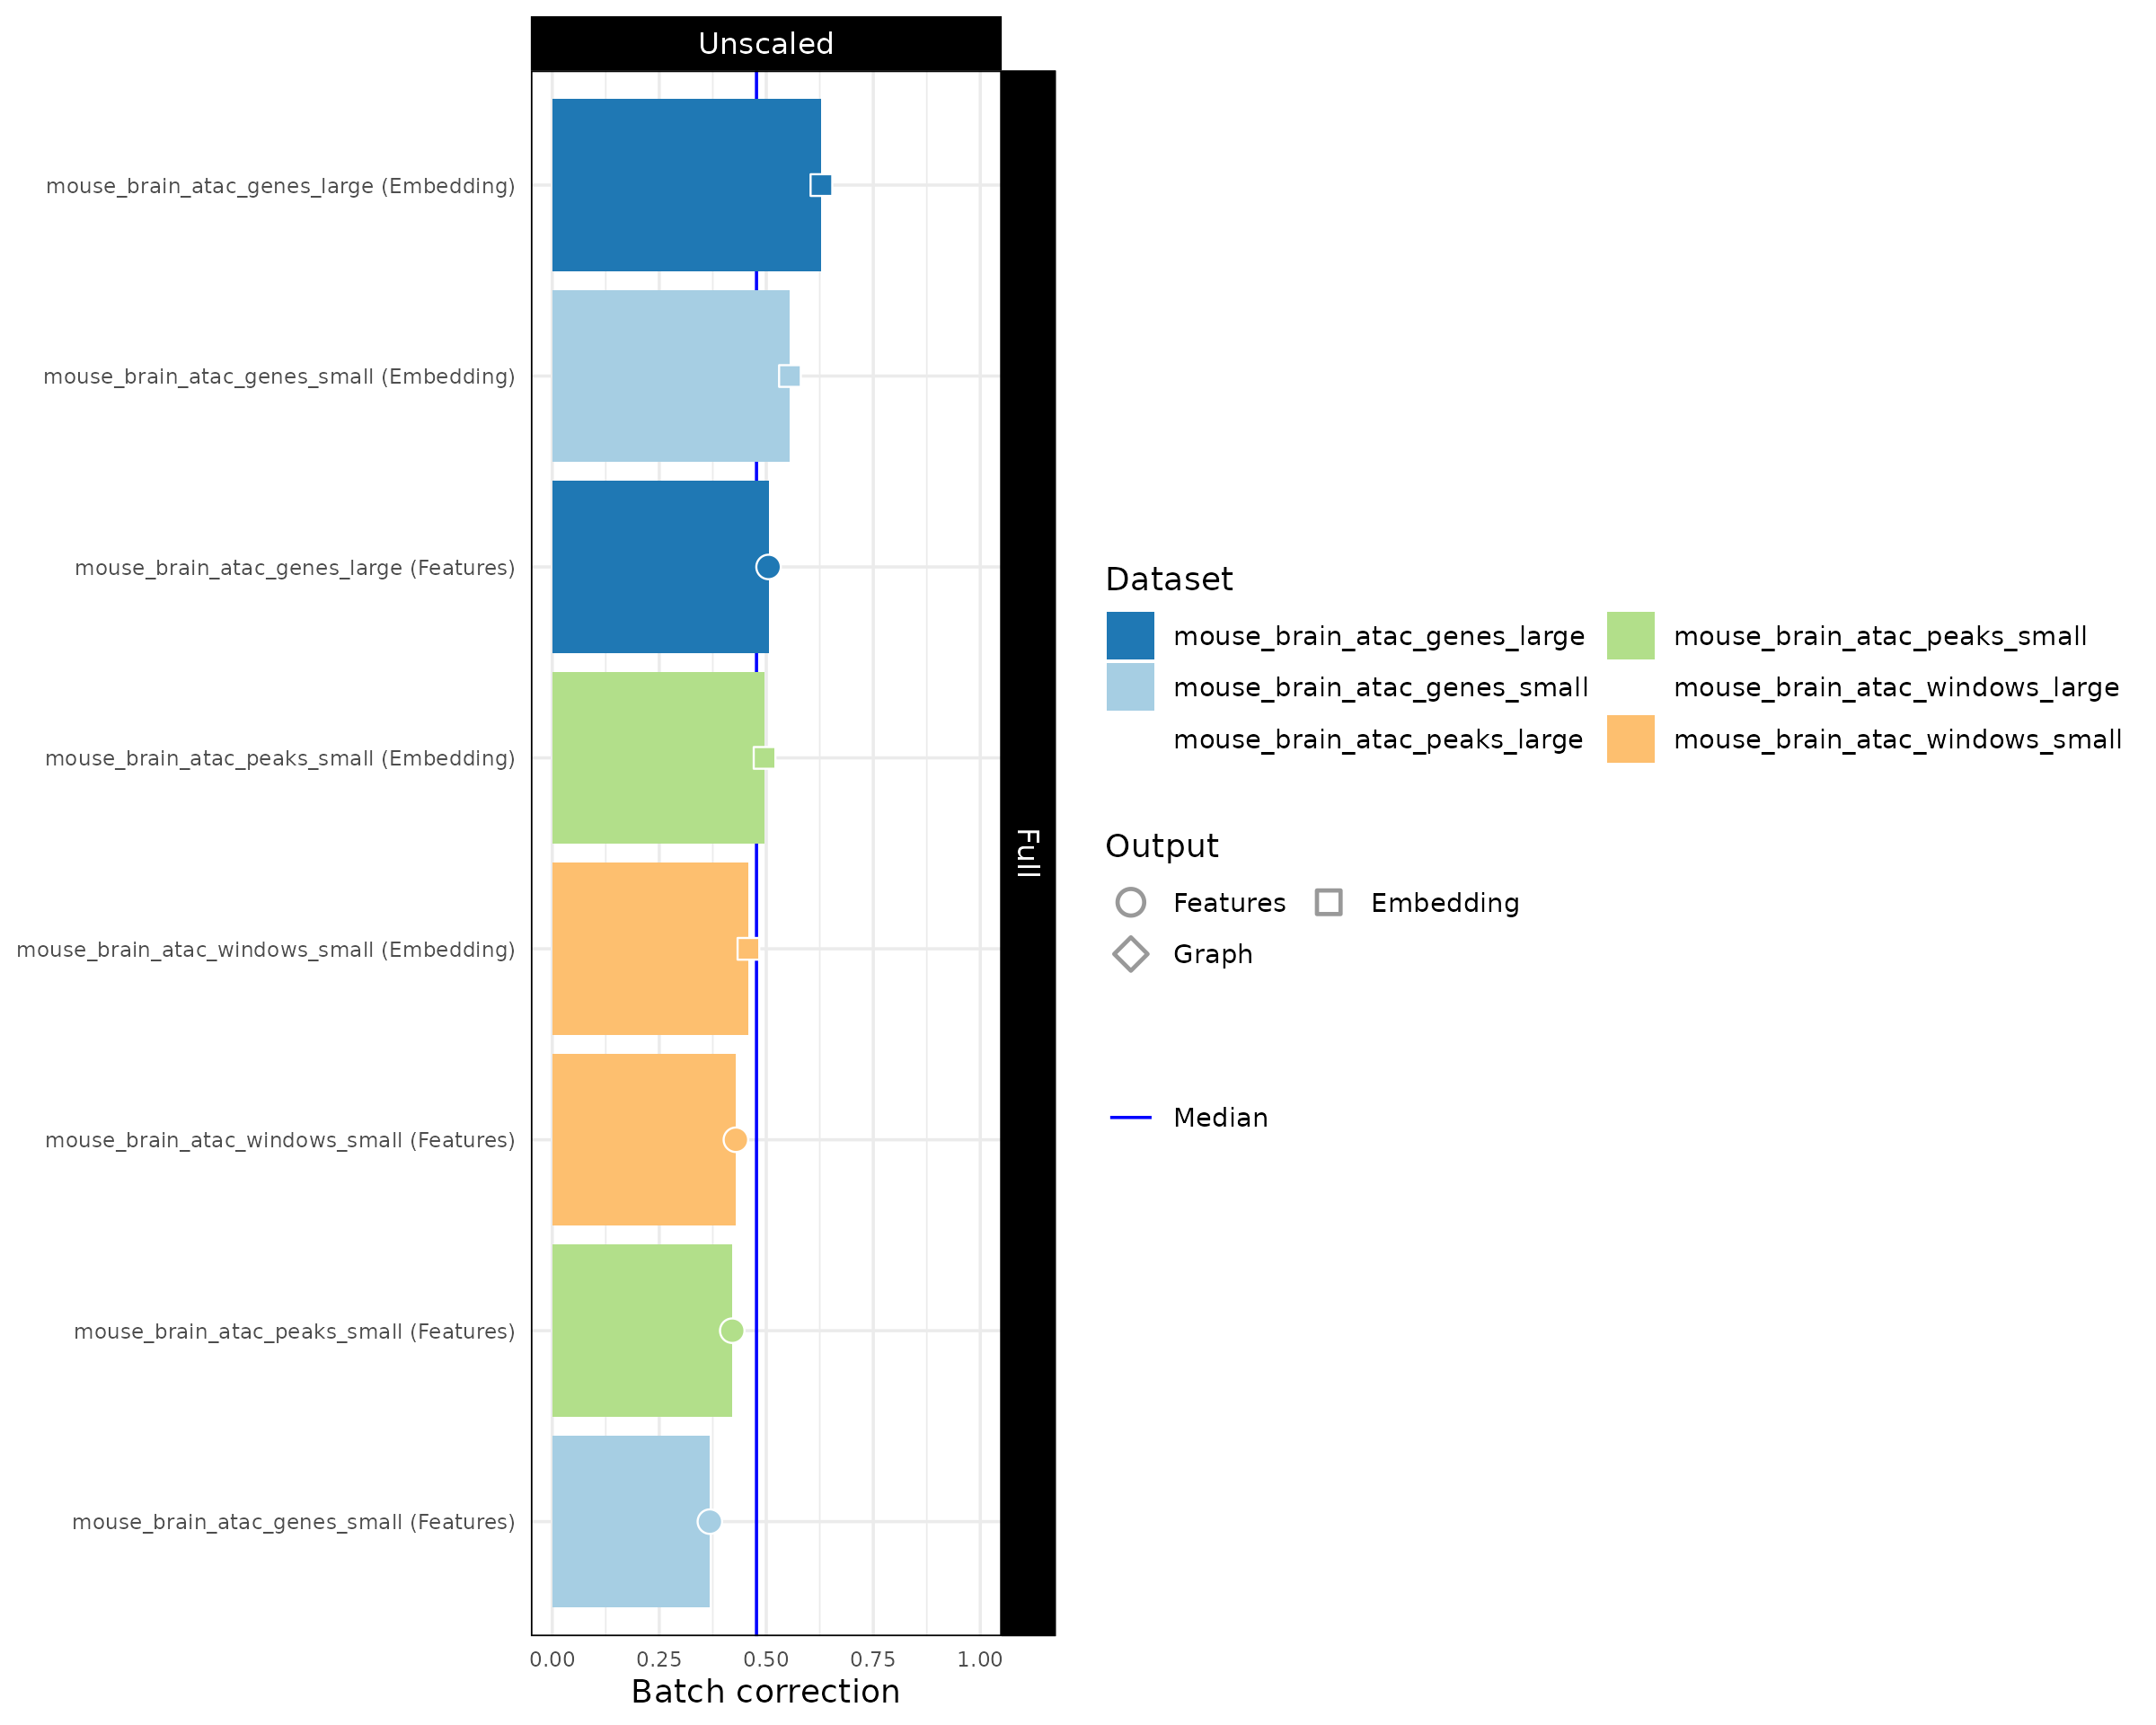 Unscaled
mouse_brain_atac_genes_large (Embedding)
mouse_brain_atac_genes_small (Embedding)
mouse_brain_atac_genes_large (Features)
mouse_brain_atac_peaks_small (Embedding)
mouse_brain_atac_windows_small (Embedding)
mouse_brain_atac_windows_small (Features)
mouse_brain_atac_peaks_small (Features)
mouse_brain_atac_genes_small (Features)
Full
0.00 0.25 0.50 0.75 1.00
Batch correction
Dataset
mouse_brain_atac_genes_large mouse_brain_atac_peaks_small
mouse_brain_atac_genes_small mouse_brain_atac_windows_large
mouse_brain_atac_peaks_large mouse_brain_atac_windows_small
Output
Features Embedding
Graph
Median